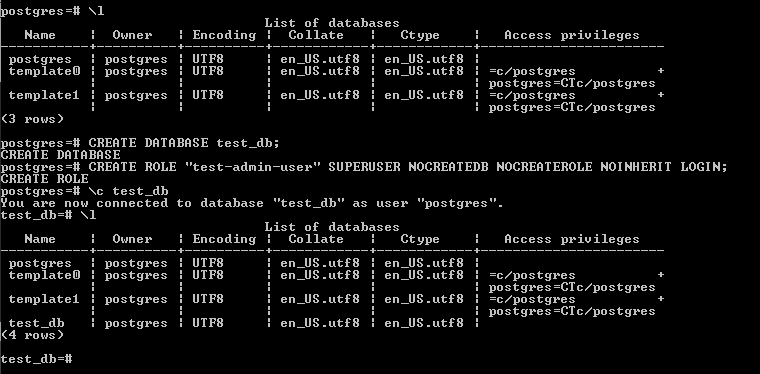 postgres=# \l
                                 List of databases
   Name    ¦  Owner   ¦ Encoding ¦  Collate   ¦   Ctype    ¦   Access privileges
-----------+----------+----------+------------+------------+-----------------------
 postgres  ¦ postgres ¦ UTF8     ¦ en_US.utf8 ¦ en_US.utf8 ¦
 template0 ¦ postgres ¦ UTF8     ¦ en_US.utf8 ¦ en_US.utf8 ¦ =c/postgres          +
           ¦          ¦          ¦            ¦            ¦ postgres=CTc/postgres
 template1 ¦ postgres ¦ UTF8     ¦ en_US.utf8 ¦ en_US.utf8 ¦ =c/postgres          +
           ¦          ¦          ¦            ¦            ¦ postgres=CTc/postgres
(3 rows)
postgres=# CREATE DATABASE test_db;
CREATE DATABASE
postgres=# CREATE ROLE "test-admin-user" SUPERUSER NOCREATEDB NOCREATEROLE NOINHERIT LOGIN;
CREATE ROLE
postgres=# \c test_db
You are now connected to database "test_db" as user "postgres".
test_db=# \l
                                 List of databases
   Name    ¦  Owner   ¦ Encoding ¦  Collate   ¦   Ctype    ¦   Access privileges
-----------+----------+----------+------------+------------+-----------------------
 postgres  ¦ postgres ¦ UTF8     ¦ en_US.utf8 ¦ en_US.utf8 ¦
 template0 ¦ postgres ¦ UTF8     ¦ en_US.utf8 ¦ en_US.utf8 ¦ =c/postgres          +
           ¦          ¦          ¦            ¦            ¦ postgres=CTc/postgres
 template1 ¦ postgres ¦ UTF8     ¦ en_US.utf8 ¦ en_US.utf8 ¦ =c/postgres          +
           ¦          ¦          ¦            ¦            ¦ postgres=CTc/postgres
 test_db   ¦ postgres ¦ UTF8     ¦ en_US.utf8 ¦ en_US.utf8 ¦
(4 rows)
test_db=#